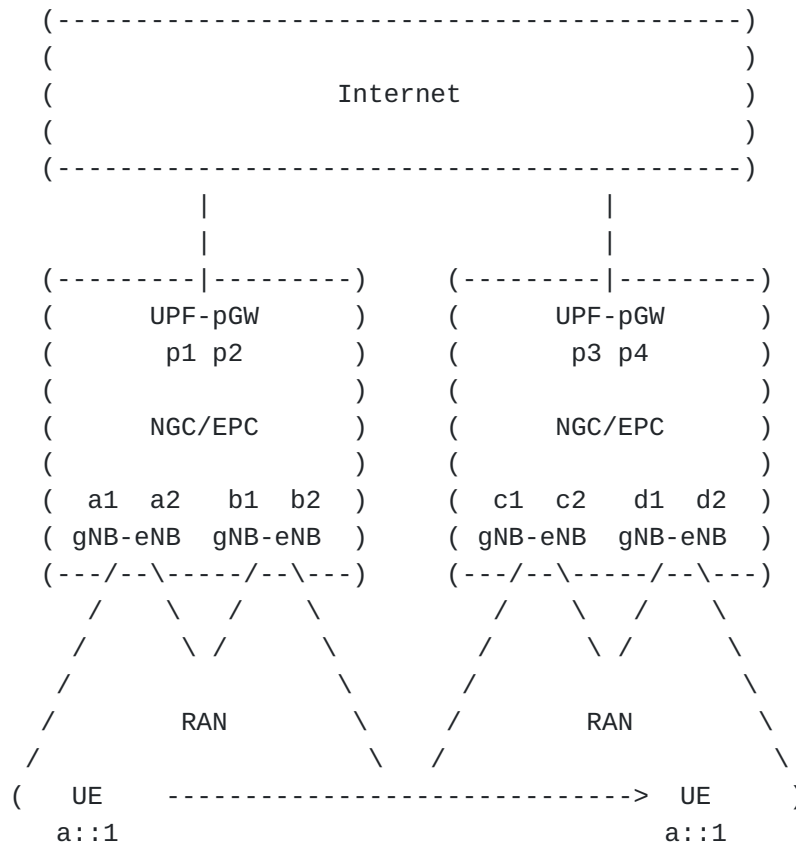 (--------------------------------------------)
(                                            )
(                  Internet                  )
(                                            )
(--------------------------------------------)
          |                         |
          |                         |
(---------|---------)     (---------|---------)
(      UPF-pGW      )     (      UPF-pGW      )
(       p1 p2       )     (       p3 p4       )
(                   )     (                   )
(      NGC/EPC      )     (      NGC/EPC      )
(                   )     (                   )
(  a1  a2   b1  b2  )     (  c1  c2   d1  d2  )
( gNB-eNB  gNB-eNB  )     ( gNB-eNB  gNB-eNB  )
(---/--\-----/--\---)     (---/--\-----/--\---)
   /    \   /    \           /    \   /    \
  /      \ /      \         /      \ /      \
 /                 \       /                 \
/        RAN        \     /        RAN        \
/                     \   /                     \
(   UE    ------------------------------>  UE     )
a::1                                   a::1